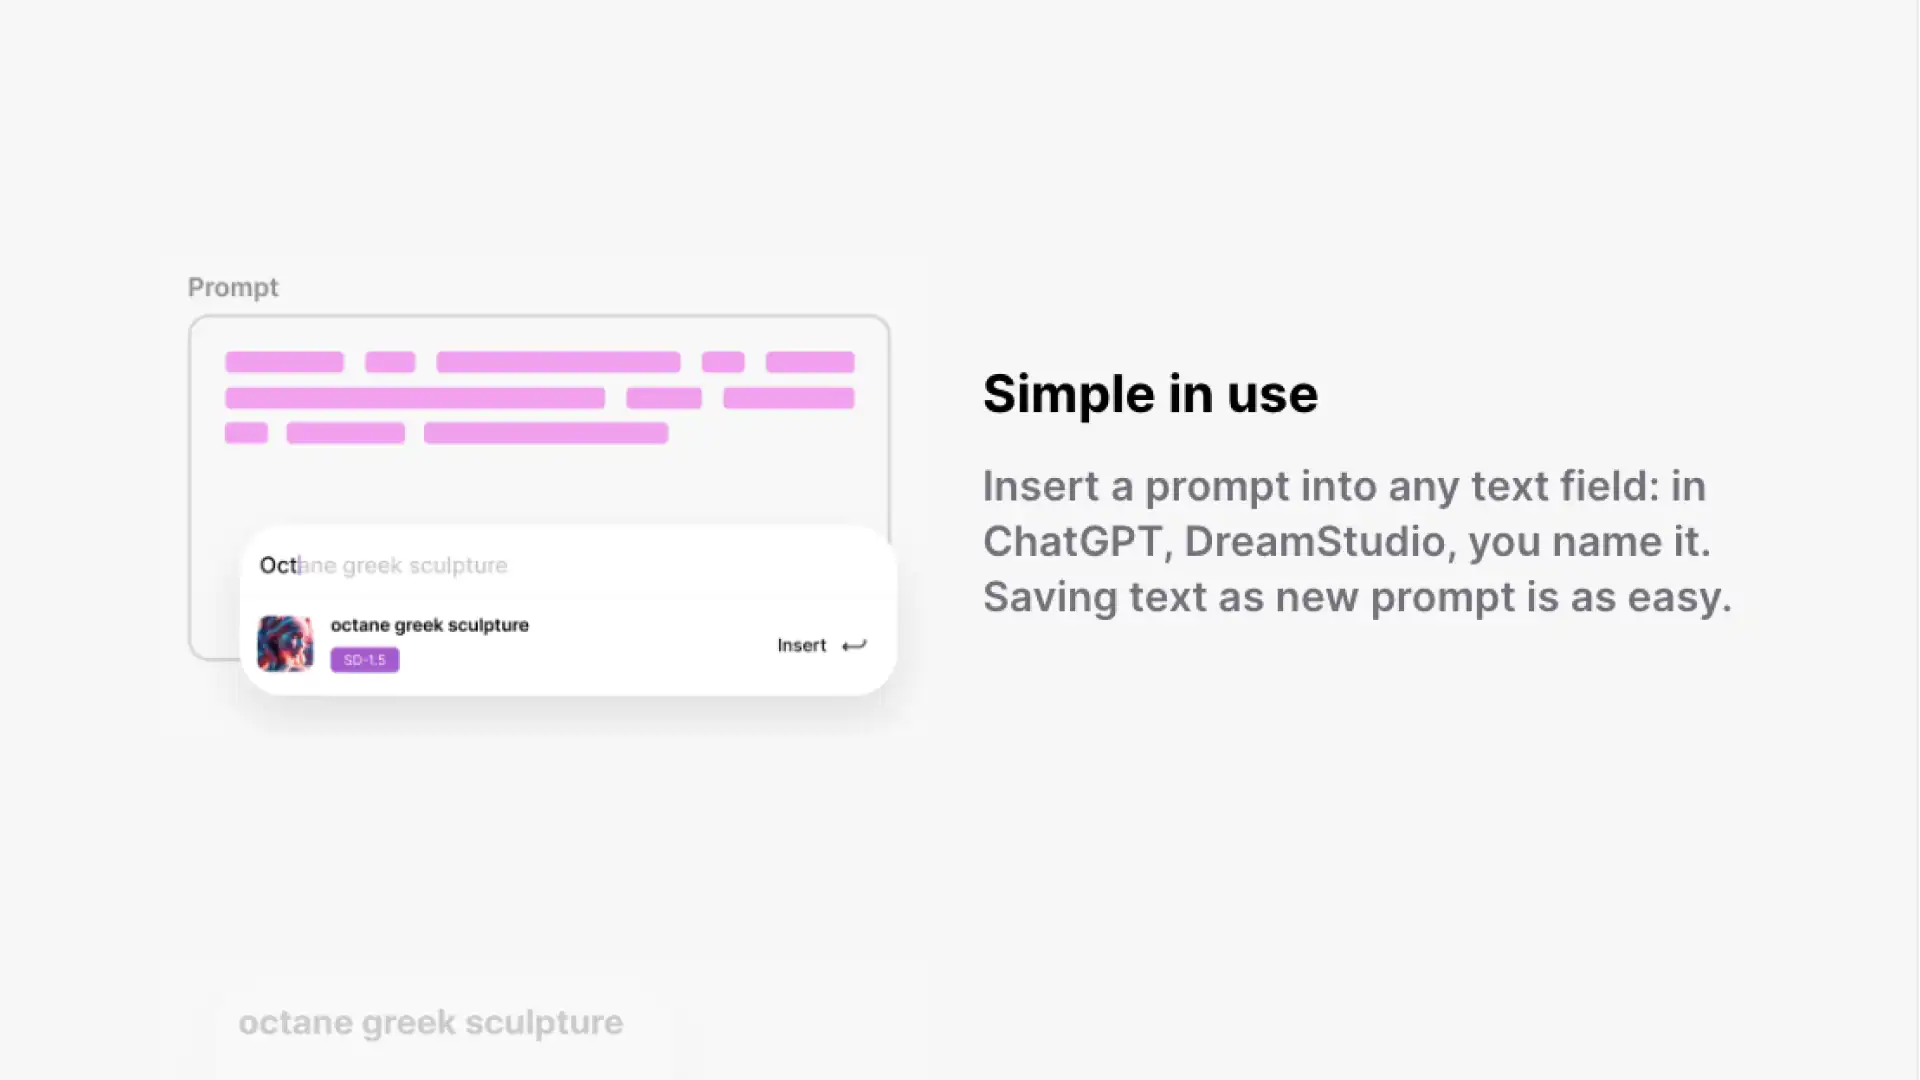 Prompt
Octane greek sculpture
octane greek sculpture
SD-1.5
Insert
Simple in use
Insert a prompt into any text field: in
ChatGPT, DreamStudio, you name it.
Saving text as new prompt is as easy.
octane greek sculpture